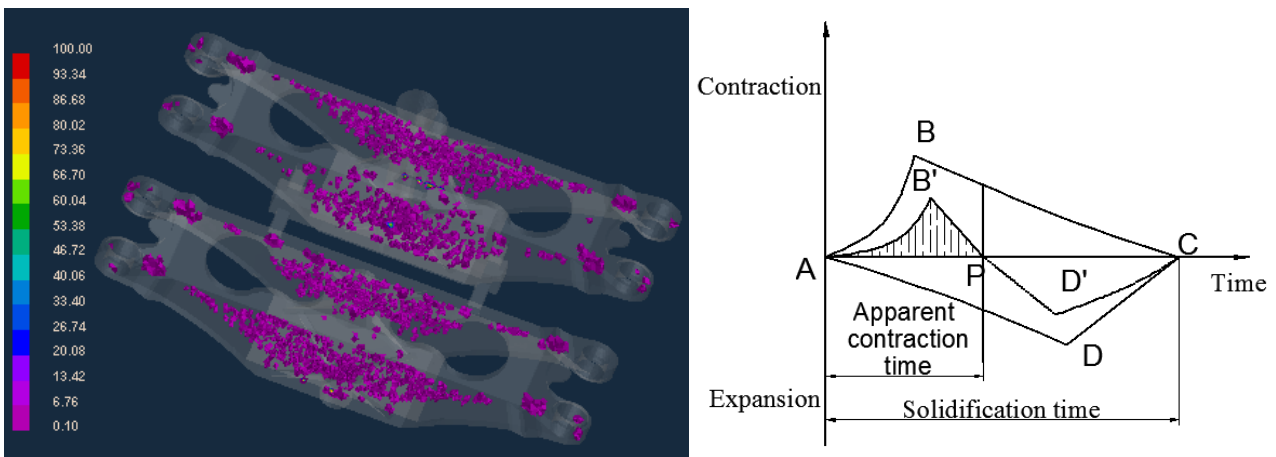 100.00
93.34
86.68
80.02
73.36
66.70
60.04
53.38
46.72
40.06
33.40
26.74
20.08
13.42
6.76
0.10
Contraction
B
B'
A
P
C
D'
Time
Apparent
contraction
time
D
Expansion
Solidification time